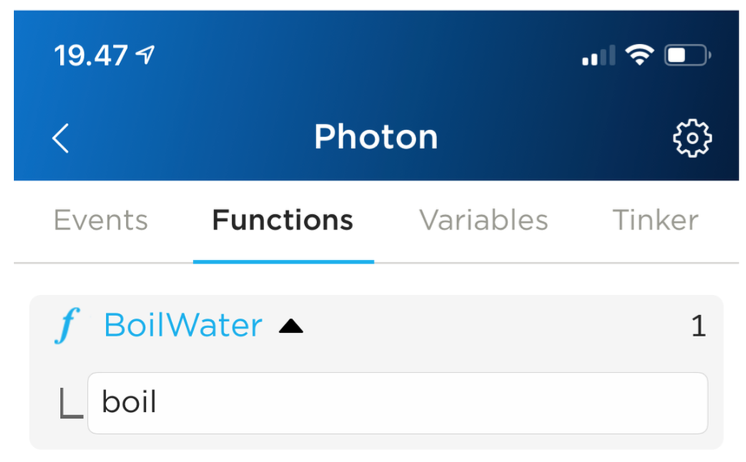 19.47
Photon
Events Functions Variables Tinker
f BoilWater 1
boil